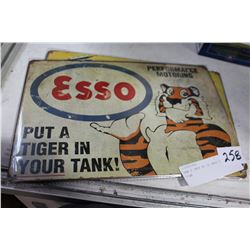 PERFORMANCE
MOTORING
Esso
PUT A
TIGER IN
YOUR TANK!
258